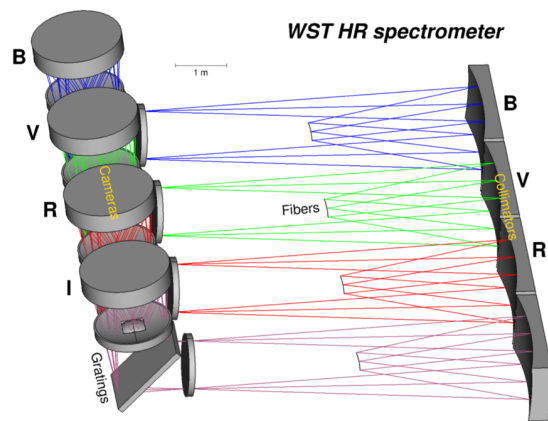 WST HR spectrometer
1 m
B
V
R
I
Cameras
Gratings
Fibers
B
V
R
Collimators